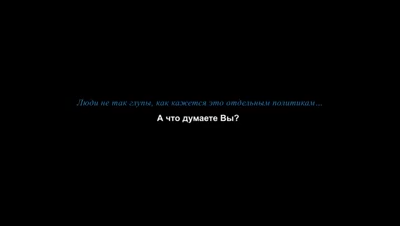 Люди не так глупы, как кажется это отдельным политикам...
А что думаете Вы?